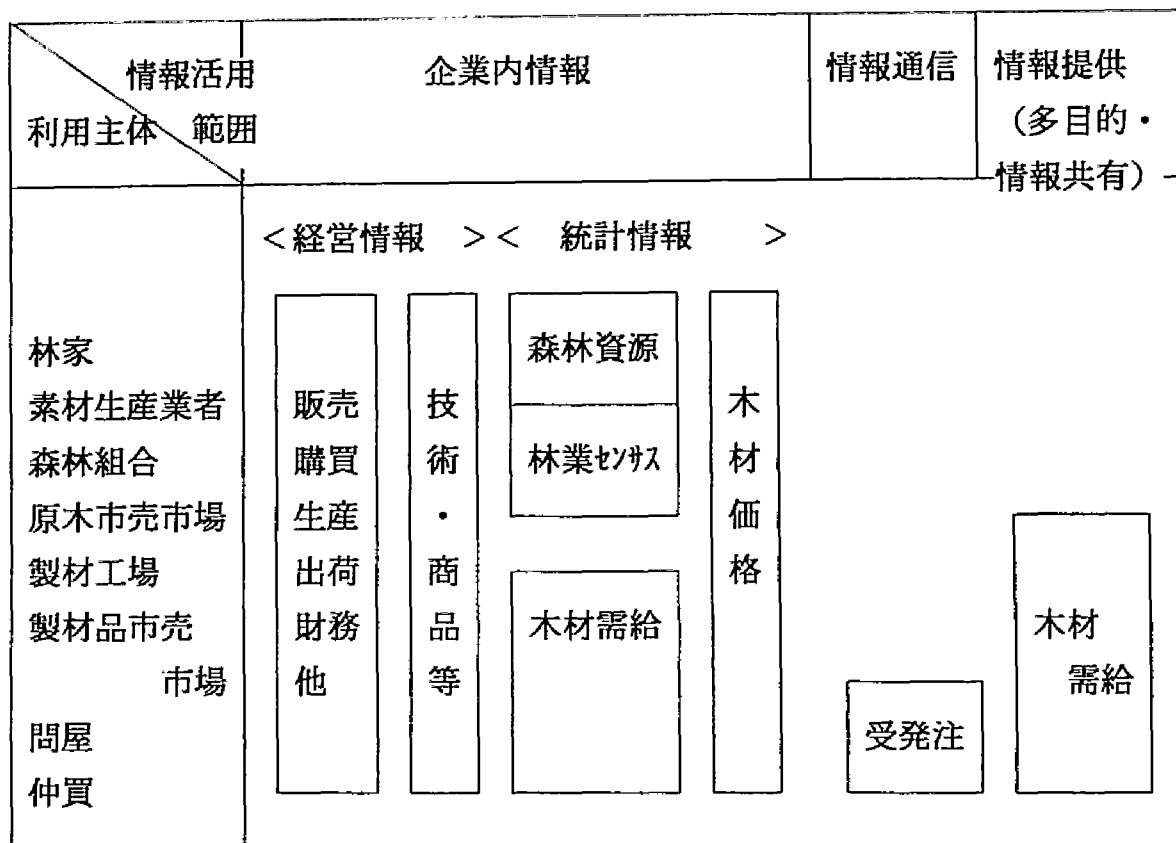 情報活用
範囲
利用主体
企業内情報
情報通信
情報提供
(多目的・
情報共有)
<経営情報 >< 統計情報 >
林家
素材生産業者
森林組合
原木市売市場
製材工場
製材品市売
市場
問屋
仲買
販売
購買
生産
出荷
財務
他
技
術
・
商
品
等
森林資源
林業センサス
木材需給
木
材
価
格
受発注
木材
需給